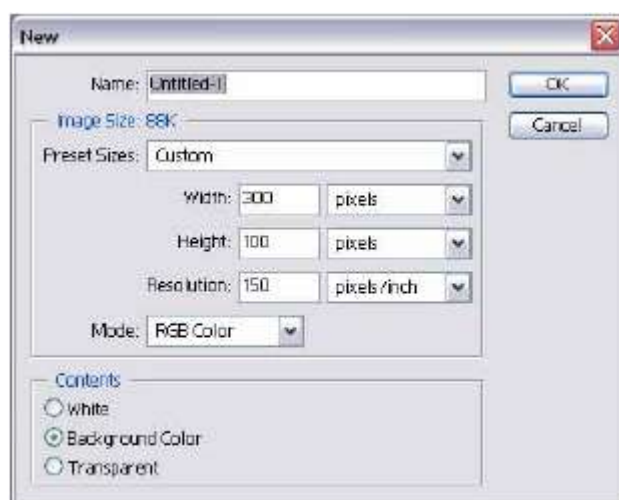 New
Name: Untitled-1
OK
Image Size: 88K
Cancel
Preset Sizes: Custom
Width: 300 pixels
Height: 100 pixels
Resolution: 150 pixels/inch
Mode: RGB Color
Contents
White
Background Color
Transparent